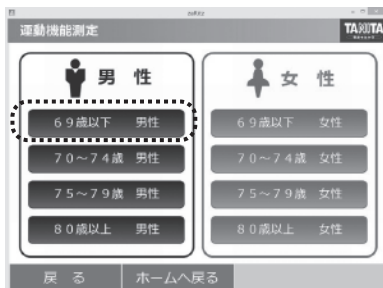 運動機能測定
TANITA
男 性
69歳以下 男性
70～74歳 男性
75～79歳 男性
80歳以上 男性
女 性
69歳以下 女性
70～74歳 女性
75～79歳 女性
80歳以上 女性
戻 る
ホームへ戻る